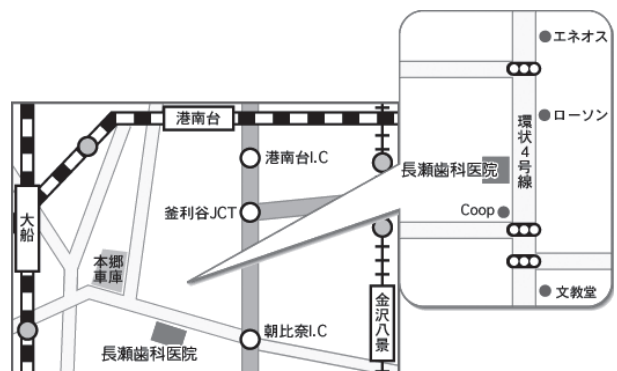 エネオス
港南台
ローソン
環状4号線
港南台I.C
長瀬歯科医院
釜利谷JCT
Coop
大船
本郷
車庫
文教堂
金沢八景
朝比奈I.C
長瀬歯科医院